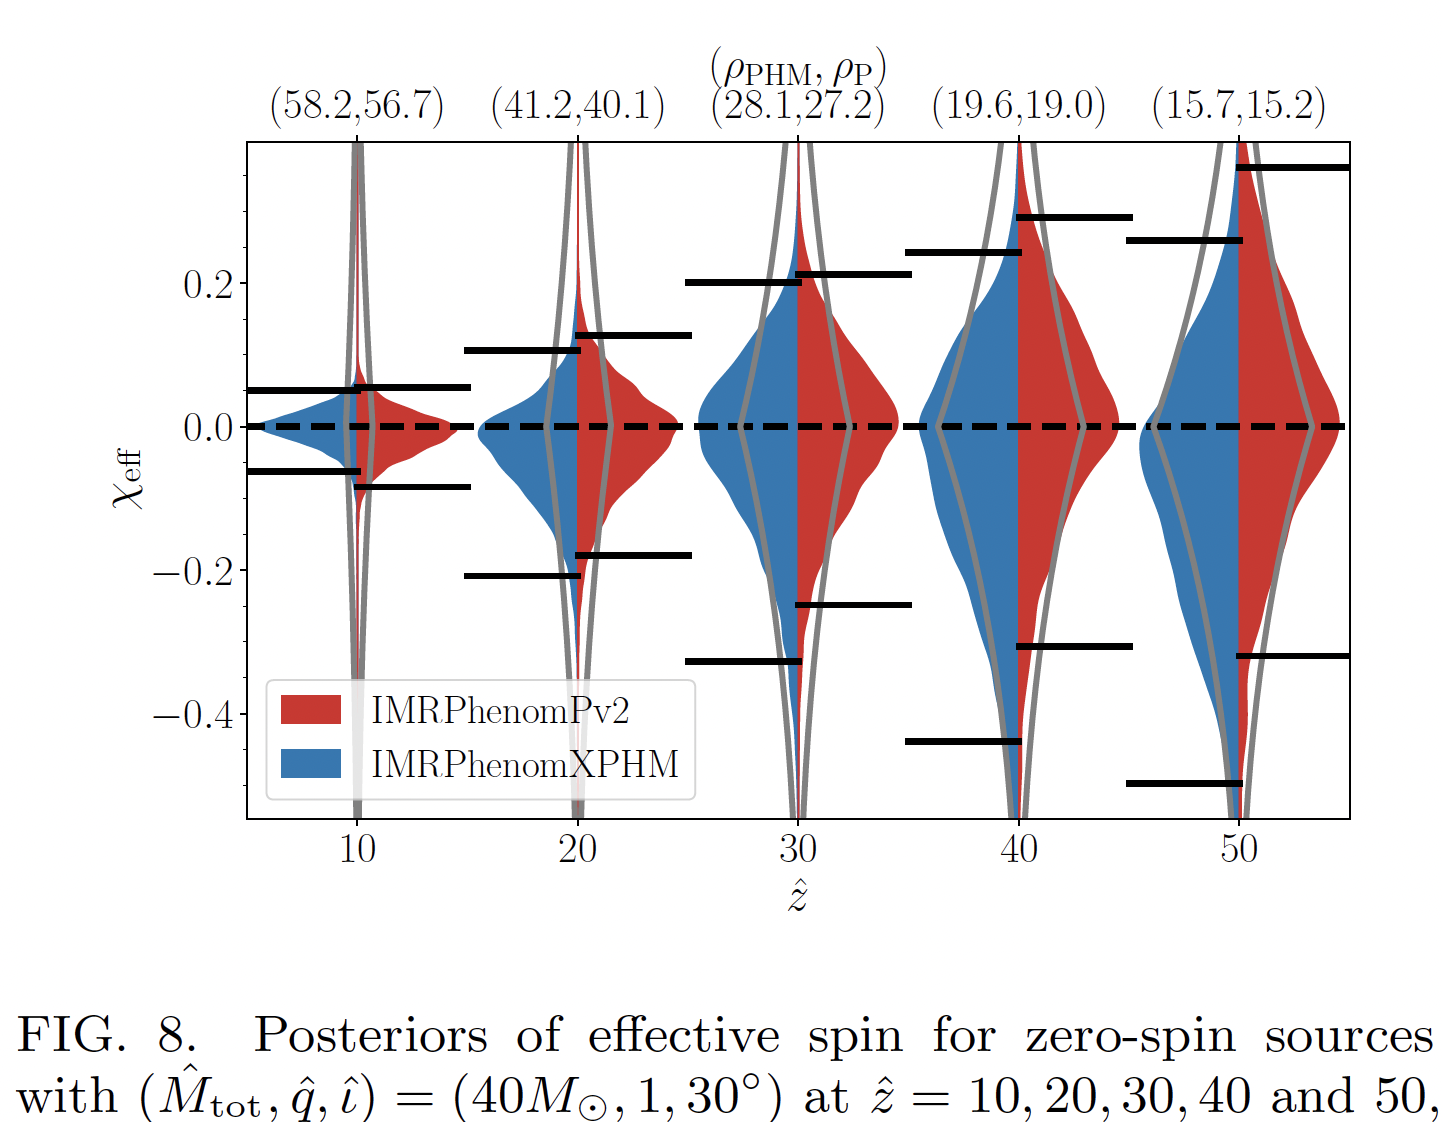 (ρPHM, ρP)
(58.2,56.7) (41.2,40.1) (28.1,27.2) (19.6,19.0) (15.7,15.2)
0.2
0.0
χeff
−0.2
−0.4
IMRPhenomPv2
IMRPhenomXPHM
10 20 30 40 50
ẑ
FIG. 8. Posteriors of effective spin for zero-spin sources
with (M̂tot, q̂, ι̂) = (40M⊙, 1, 30°) at ẑ = 10, 20, 30, 40 and 50,